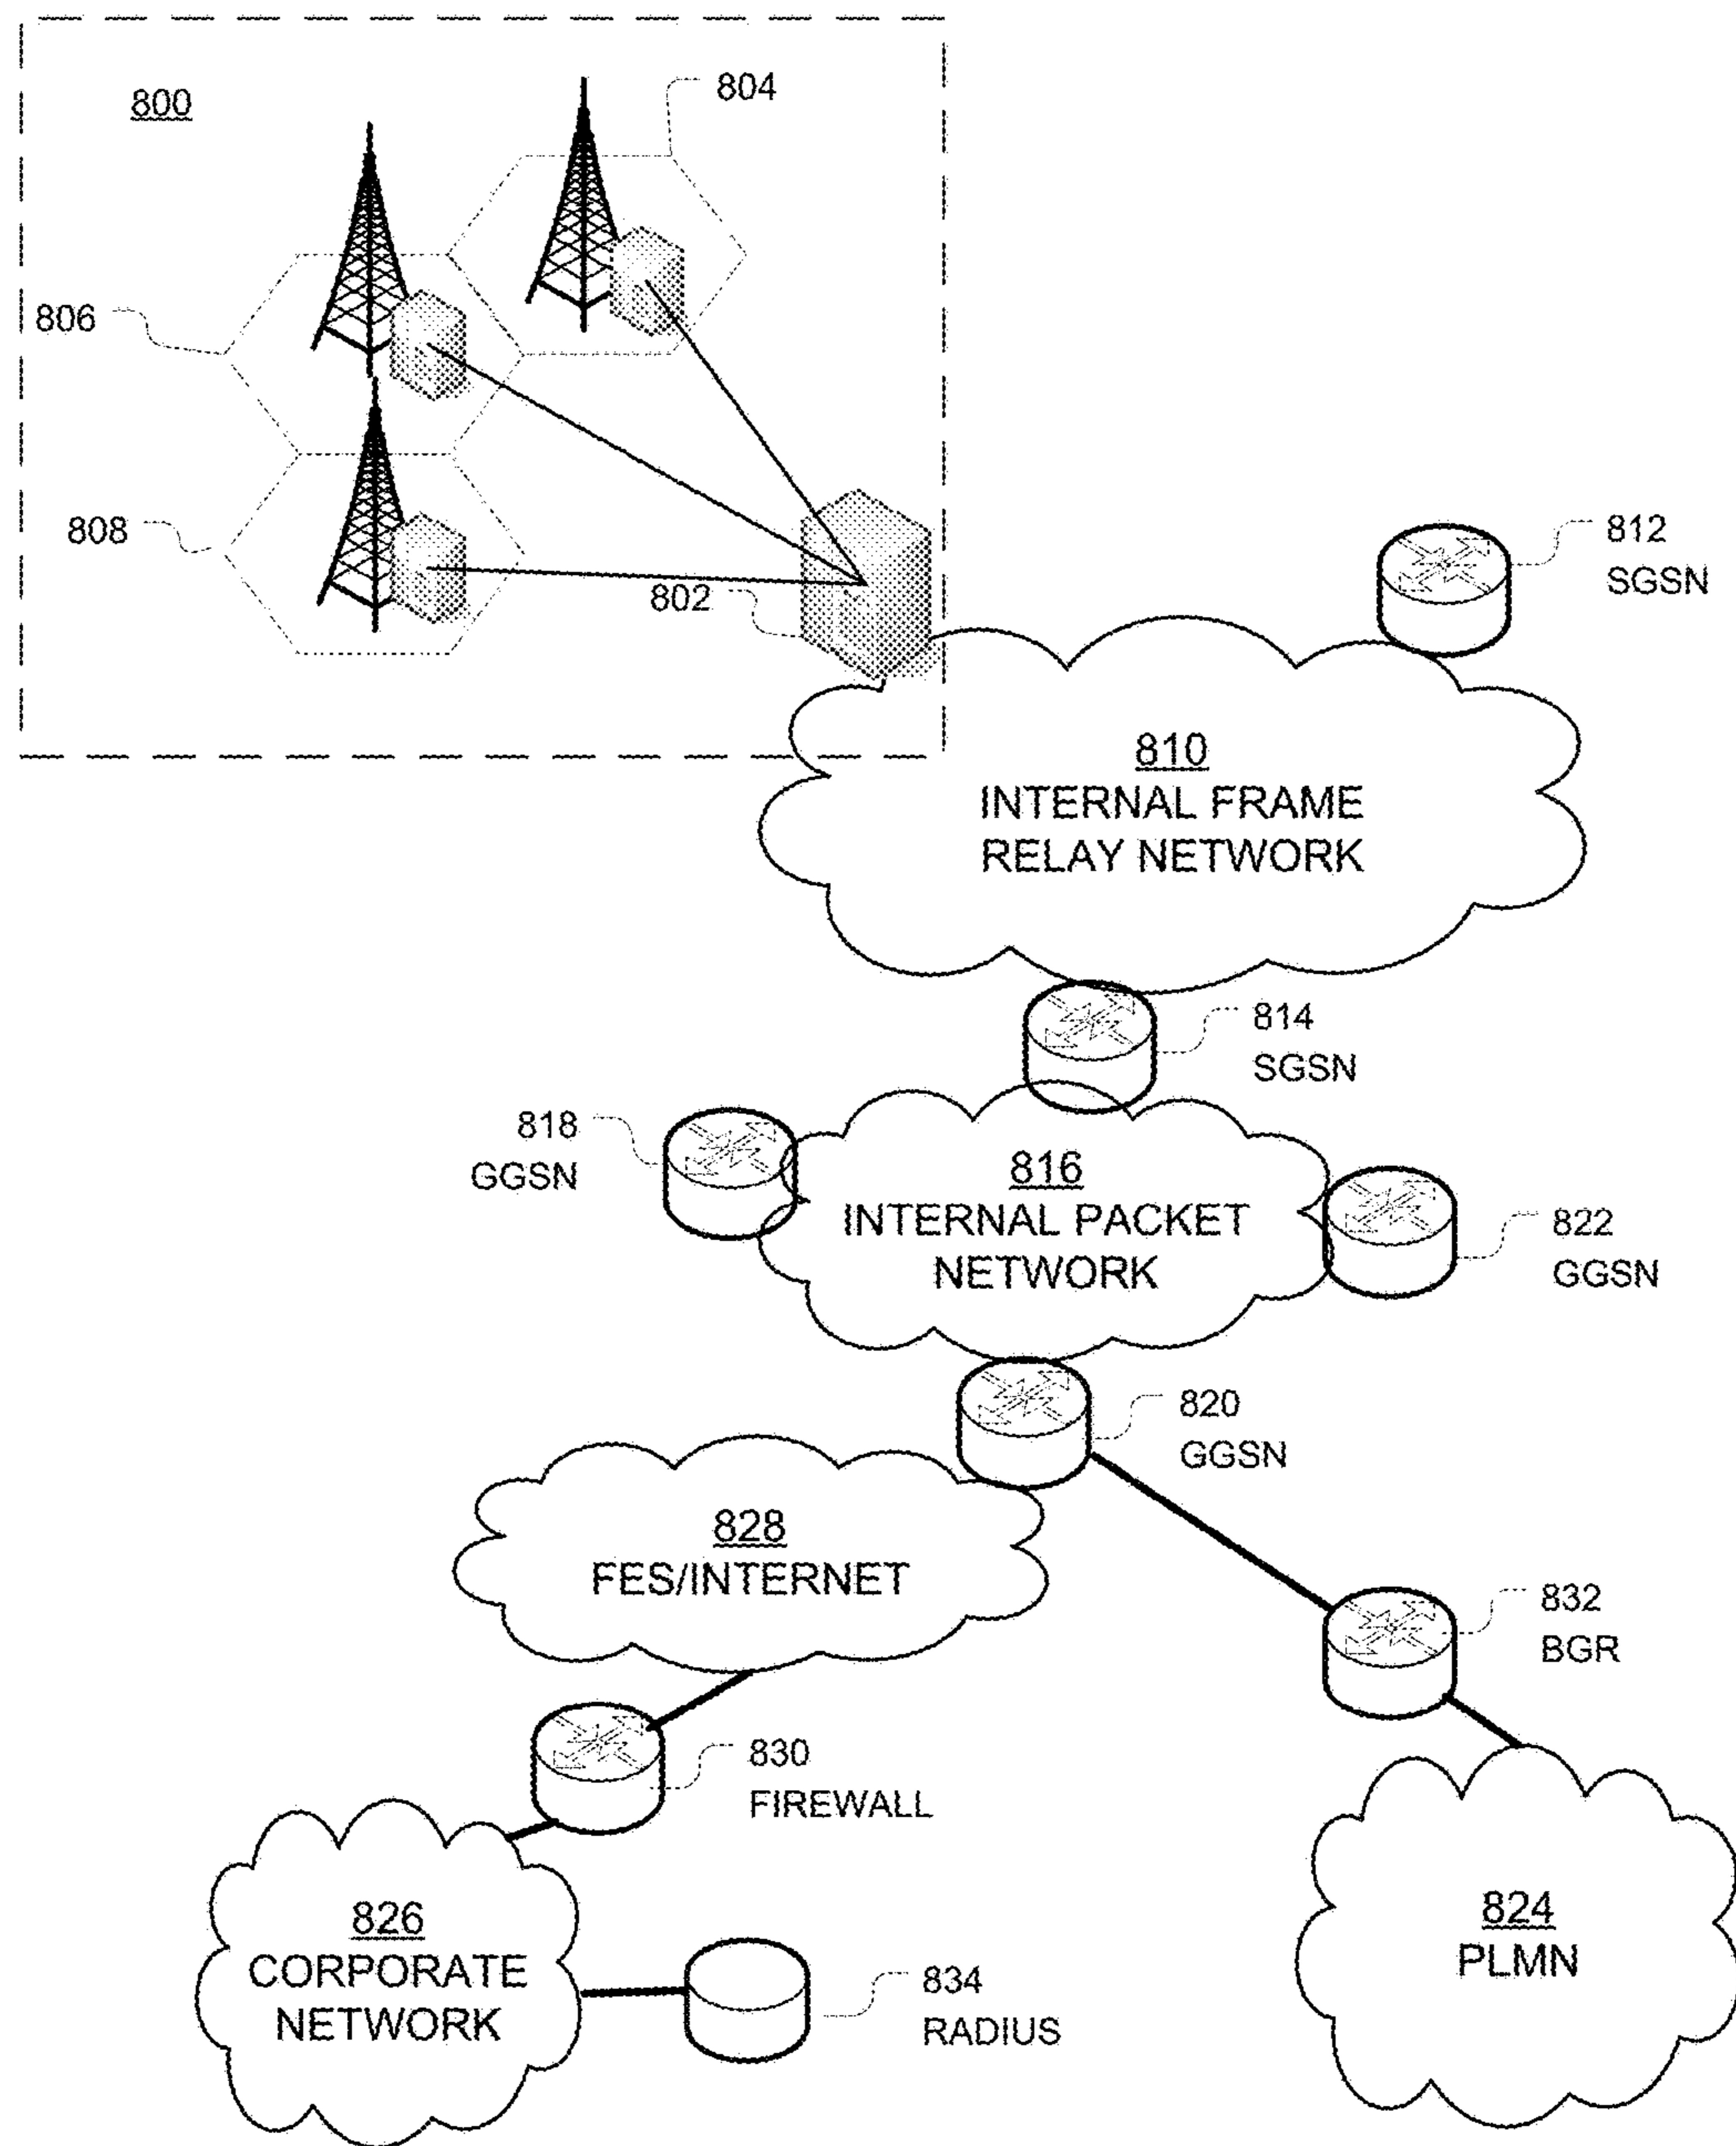 800
804
806
808
802
812
SGSN
810
INTERNAL FRAME
RELAY NETWORK
814
SGSN
818
GGSN
816
INTERNAL PACKET
NETWORK
822
GGSN
820
GGSN
828
FES/INTERNET
832
BGR
830
FIREWALL
826
CORPORATE
NETWORK
834
RADIUS
824
PLMN